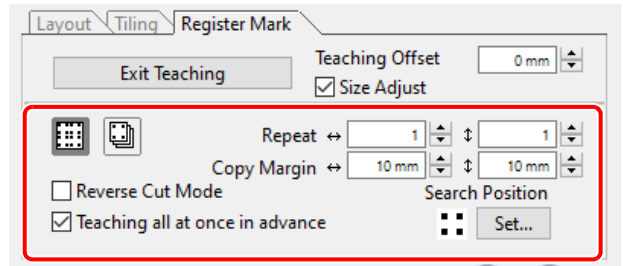 Layout Tiling Register Mark
Exit Teaching
Teaching Offset 0 mm
Size Adjust
Repeat ↔ 1 ↕ 1
Copy Margin ↔ 10 mm ↕ 10 mm
Reverse Cut Mode
Search Position
Teaching all at once in advance
Set...